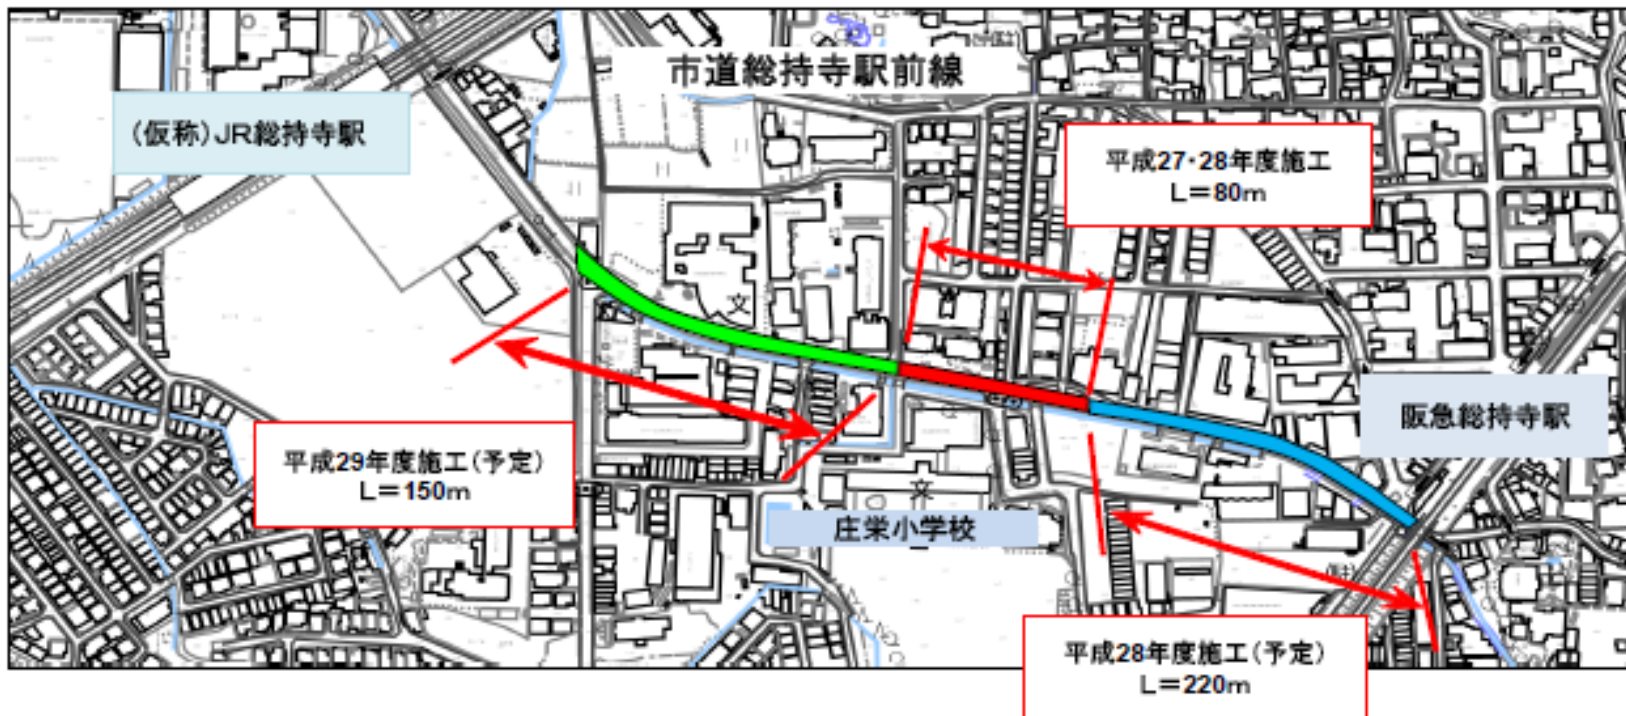 市道総持寺駅前線
(仮称)JR総持寺駅
平成27・28年度施工
L=80m
文
阪急総持寺駅
平成29年度施工(予定)
L=150m
文
庄栄小学校
平成28年度施工(予定)
L=220m